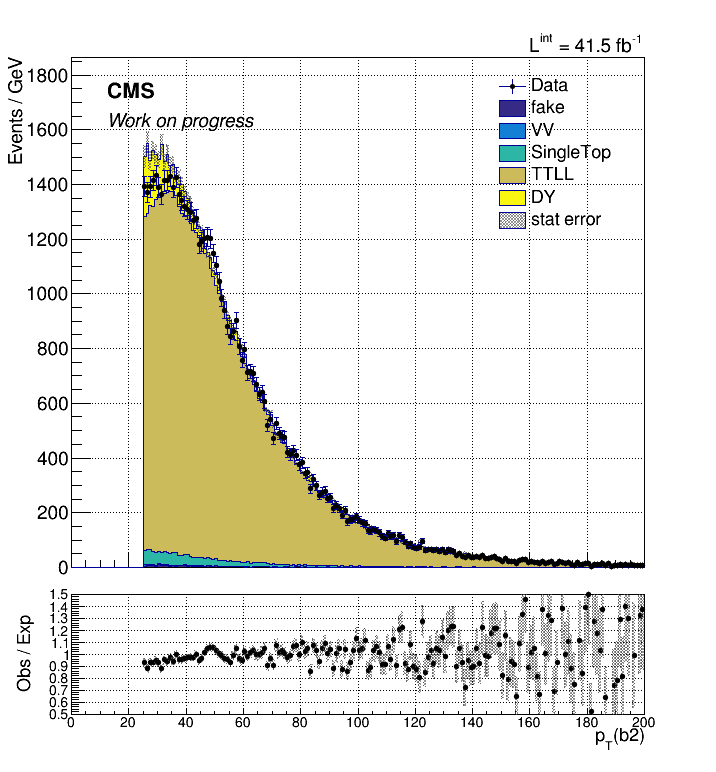 L^int = 41.5 fb^-1
Events / GeV
1800
1600
1400
1200
1000
800
600
400
200
0
CMS
Work on progress
Data
fake
VV
SingleTop
TTLL
DY
stat error
Obs / Exp
1.5
1.4
1.3
1.2
1.1
1
0.9
0.8
0.7
0.6
0.5
0 20 40 60 80 100 120 140 160 180 200
p_T(b2)